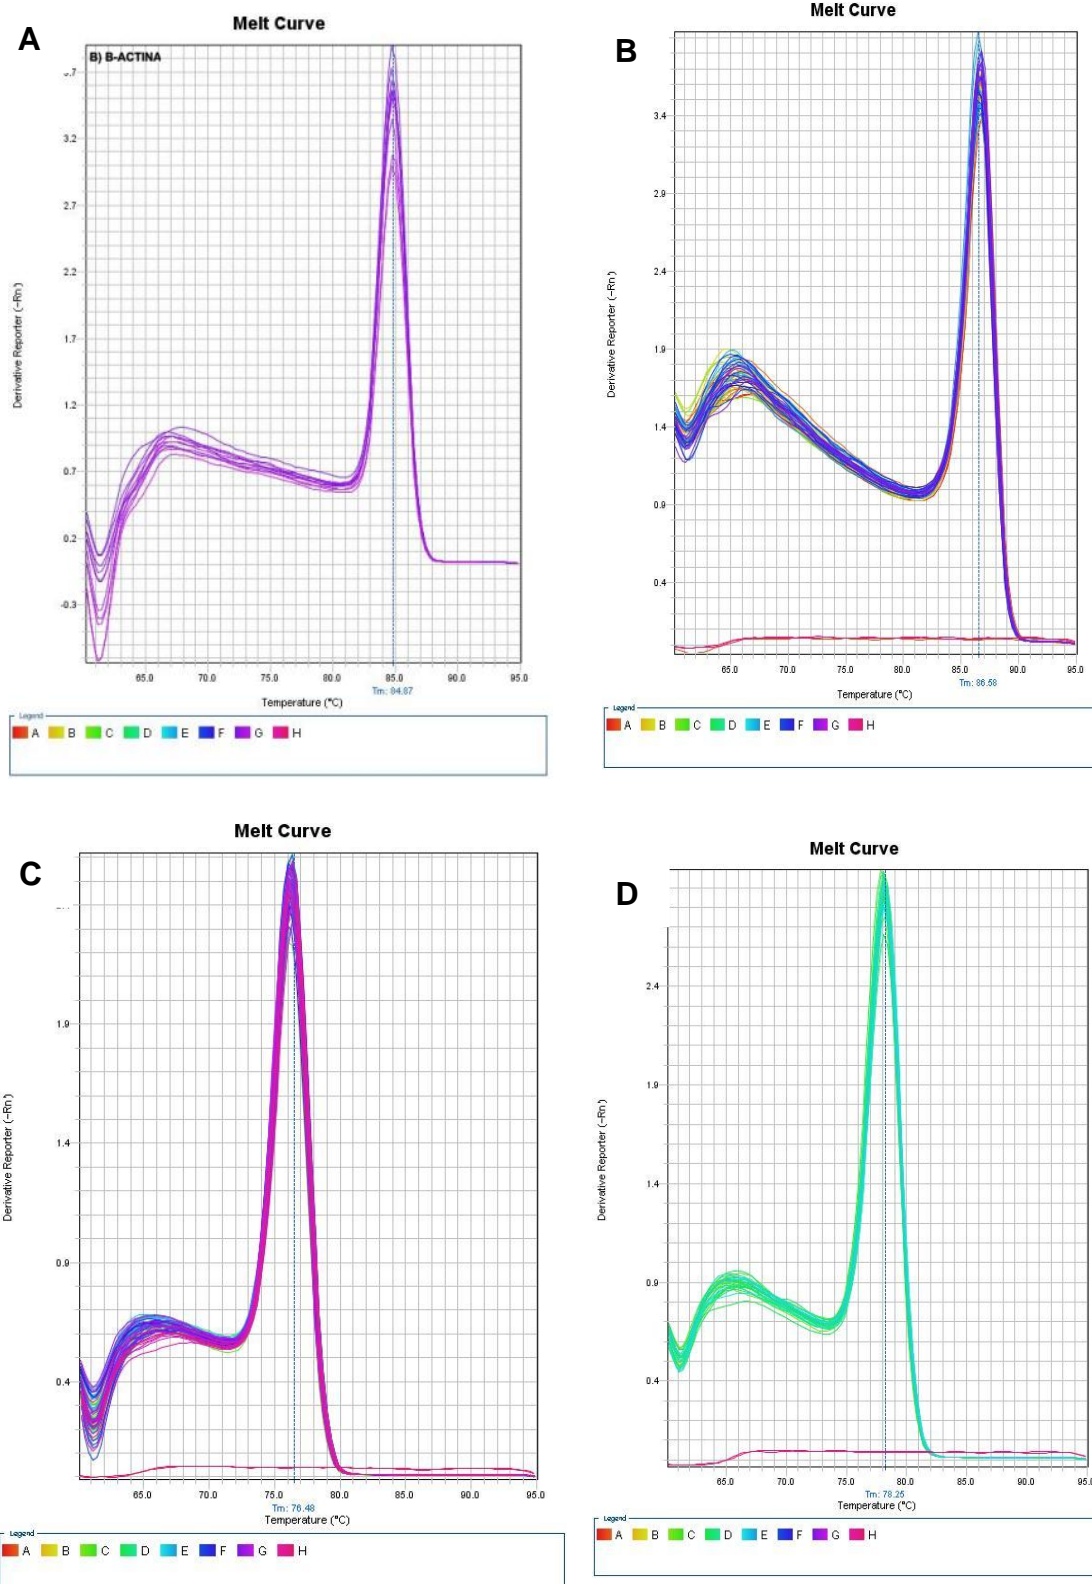 A
Melt Curve
B) B-ACTINA
3.2
2.7
2.2
1.7
1.2
0.7
0.2
-0.3
Derivative Reporter (-Rn')
65.0 70.0 75.0 80.0 85.0 90.0 95.0
Tm: 84.87
Temperature (°C)
Legend
A B C D E F G H
B
Melt Curve
3.4
2.9
2.4
1.9
1.4
0.9
0.4
Derivative Reporter (-Rn')
65.0 70.0 75.0 80.0 85.0 90.0 95.0
Tm: 86.58
Temperature (°C)
Legend
A B C D E F G H
C
Melt Curve
1.9
1.4
0.9
0.4
Derivative Reporter (-Rn')
65.0 70.0 75.0 80.0 85.0 90.0 95.0
Tm: 76.48
Temperature (°C)
Legend
A B C D E F G H
D
Melt Curve
2.4
1.9
1.4
0.9
0.4
Derivative Reporter (-Rn')
65.0 70.0 75.0 80.0 85.0 90.0 95.0
Tm: 78.25
Temperature (°C)
Legend
A B C D E F G H